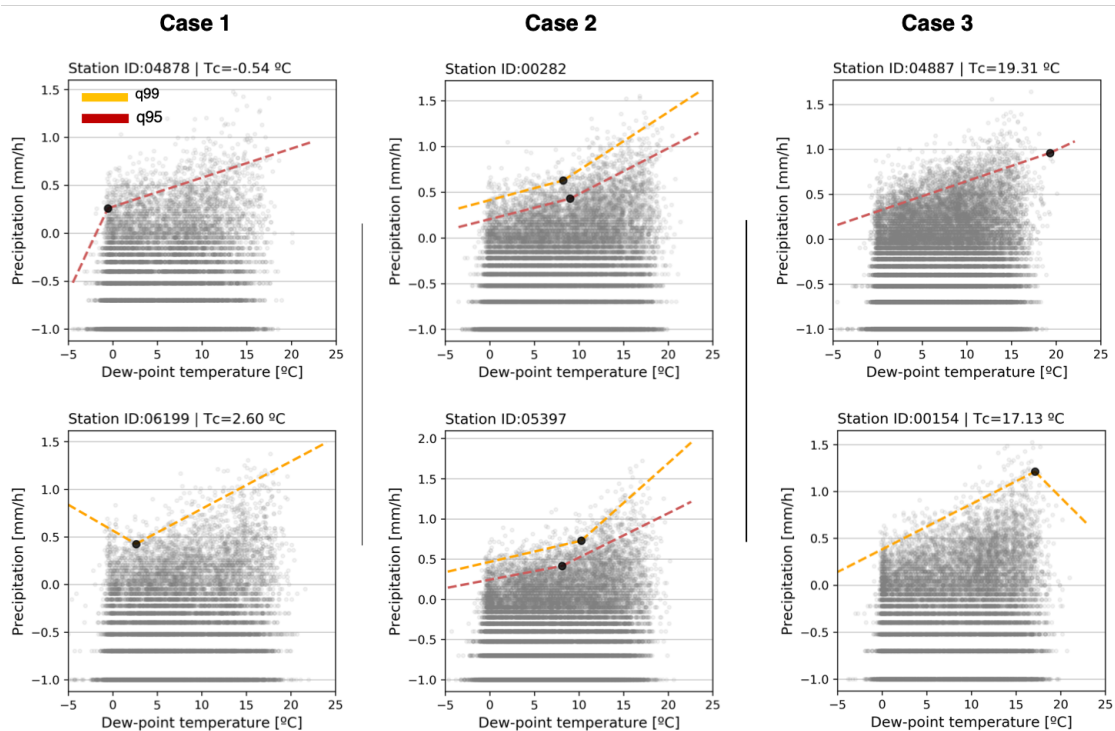 Case 1
Case 2
Case 3
Station ID:04878 | Tc=-0.54 ºC
q99
q95
Precipitation [mm/h]
1.5
1.0
0.5
0.0
−0.5
−1.0
−5 0 5 10 15 20 25
Dew-point temperature [ºC]
Station ID:00282
Precipitation [mm/h]
1.5
1.0
0.5
0.0
−0.5
−1.0
−5 0 5 10 15 20 25
Dew-point temperature [ºC]
Station ID:04887 | Tc=19.31 ºC
Precipitation [mm/h]
1.5
1.0
0.5
0.0
−0.5
−1.0
−5 0 5 10 15 20 25
Dew-point temperature [ºC]
Station ID:06199 | Tc=2.60 ºC
Precipitation [mm/h]
1.5
1.0
0.5
0.0
−0.5
−1.0
−5 0 5 10 15 20 25
Dew-point temperature [ºC]
Station ID:05397
Precipitation [mm/h]
2.0
1.5
1.0
0.5
0.0
−0.5
−1.0
−5 0 5 10 15 20 25
Dew-point temperature [ºC]
Station ID:00154 | Tc=17.13 ºC
Precipitation [mm/h]
1.5
1.0
0.5
0.0
−0.5
−1.0
−5 0 5 10 15 20 25
Dew-point temperature [ºC]